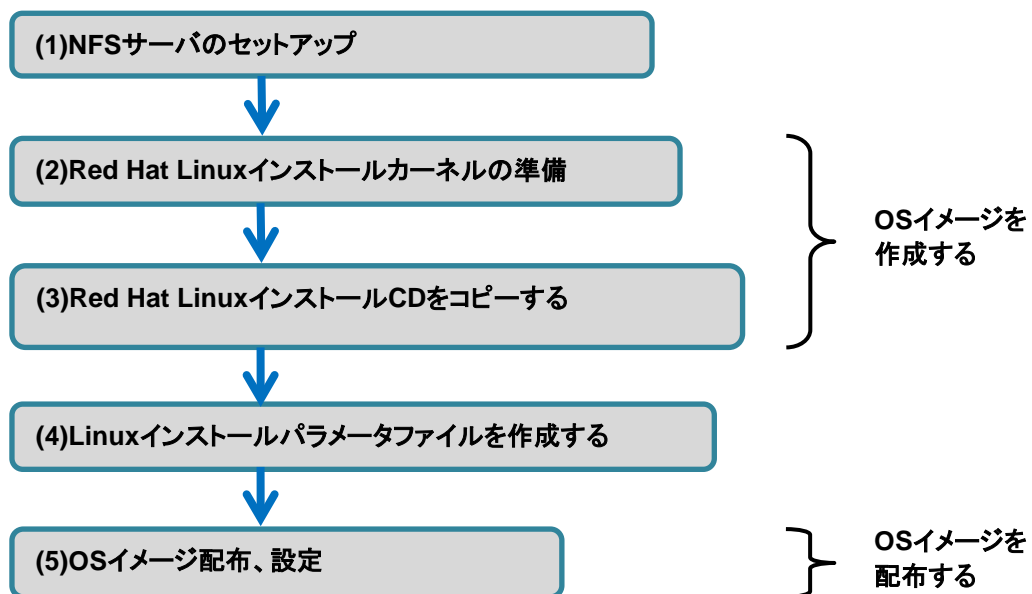 (1)NFSサーバのセットアップ
(2)Red Hat Linuxインストールカーネルの準備
OSイメージを
作成する
(3)Red Hat LinuxインストールCDをコピーする
(4)Linuxインストールパラメータファイルを作成する
(5)OSイメージ配布、設定
OSイメージを
配布する